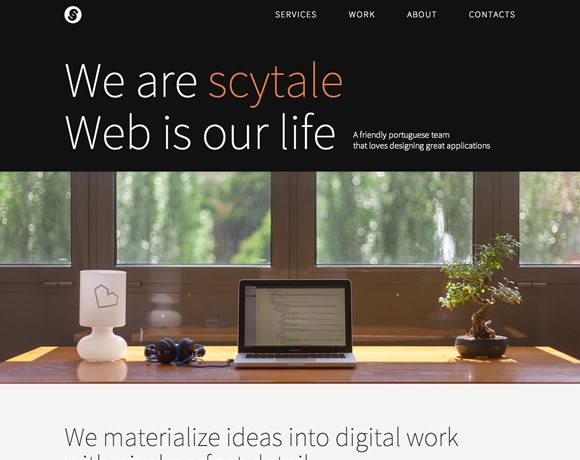 SERVICES WORK ABOUT CONTACTS
We are scytale
Web is our life
A friendly portuguese team
that loves designing great applications
We materialize ideas into digital work